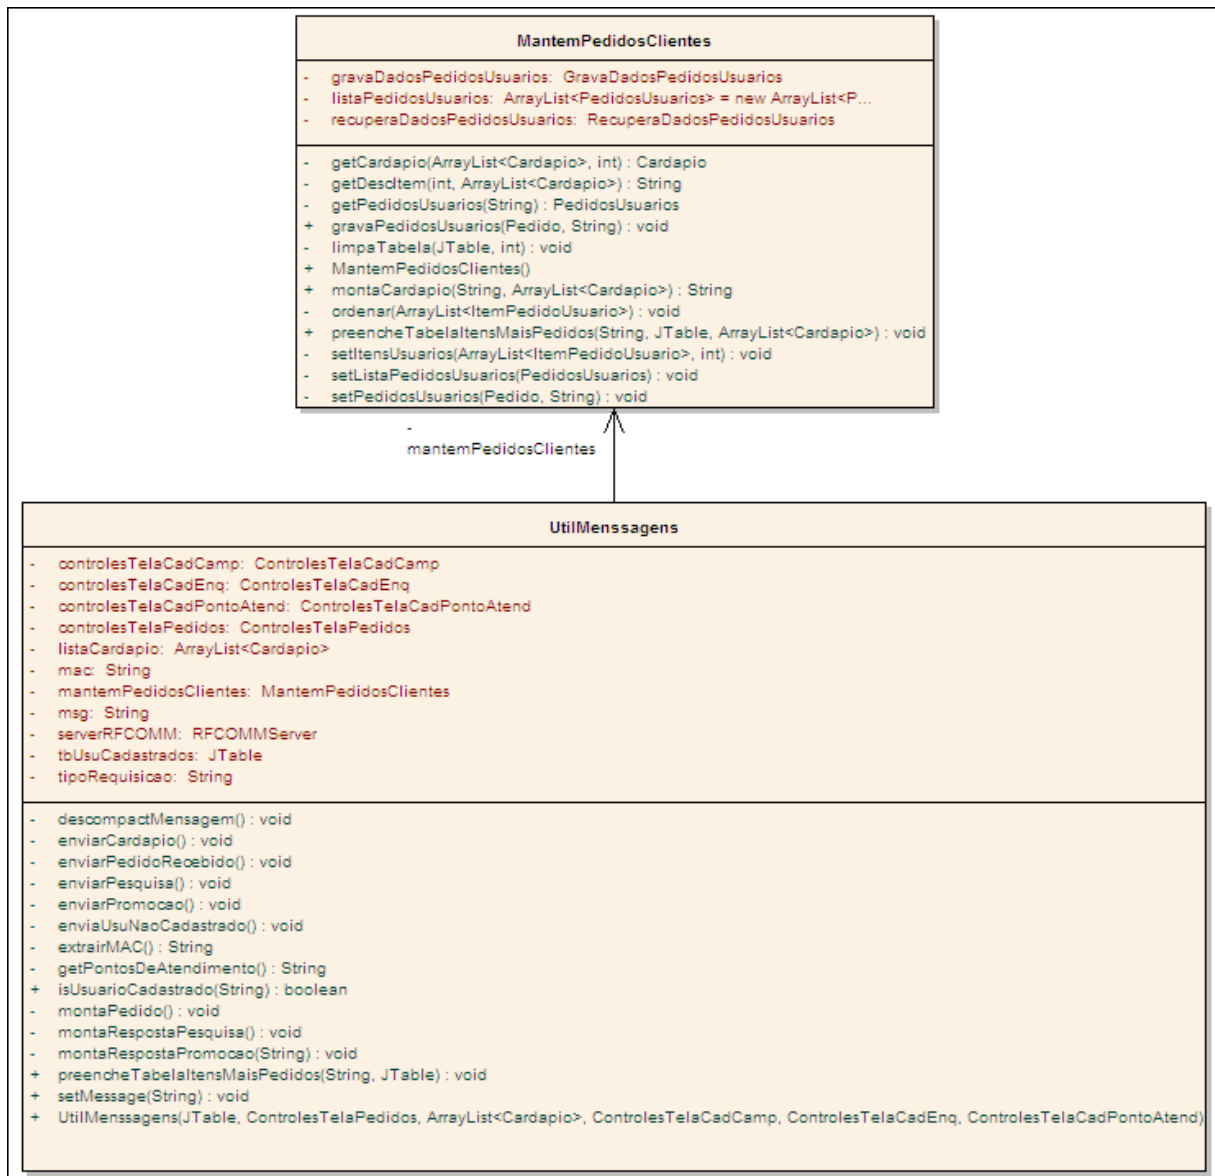 MantemPedidosClientes
- gravaDadosPedidosUsuarios: GravaDadosPedidosUsuarios
- listaPedidosUsuarios: ArrayList<PedidosUsuarios> = new ArrayList<P...
- recuperaDadosPedidosUsuarios: RecuperaDadosPedidosUsuarios
- getCardapio(ArrayList<Cardapio>, int) : Cardapio
- getDescItem(int, ArrayList<Cardapio>) : String
- getPedidosUsuarios(String) : PedidosUsuarios
+ gravaPedidosUsuarios(Pedido, String) : void
- limpaTabela(JTable, int) : void
+ MantemPedidosClientes()
+ montaCardapio(String, ArrayList<Cardapio>) : String
- ordenar(ArrayList<ItemPedidoUsuario>) : void
+ preencheTabelaItensMaisPedidos(String, JTable, ArrayList<Cardapio>) : void
- setItensUsuarios(ArrayList<ItemPedidoUsuario>, int) : void
- setListaPedidosUsuarios(PedidosUsuarios) : void
- setPedidosUsuarios(Pedido, String) : void
-
mantemPedidosClientes
UtilMenssagens
- controlesTelaCadCamp: ControlesTelaCadCamp
- controlesTelaCadEnq: ControlesTelaCadEnq
- controlesTelaCadPontoAtend: ControlesTelaCadPontoAtend
- controlesTelaPedidos: ControlesTelaPedidos
- listaCardapio: ArrayList<Cardapio>
- mac: String
- mantemPedidosClientes: MantemPedidosClientes
- msg: String
- serverRFCOMM: RFCOMMServer
- tbUsuCadastrados: JTable
- tipoRequisicao: String
- descompactMensagem() : void
- enviarCardapio() : void
- enviarPedidoRecebido() : void
- enviarPesquisa() : void
- enviarPromocao() : void
- enviaUsuNaoCadastrado() : void
- extrairMAC() : String
- getPontosDeAtendimento() : String
+ isUsuarioCadastrado(String) : boolean
- montaPedido() : void
- montaRespostaPesquisa() : void
- montaRespostaPromocao(String) : void
+ preencheTabelaItensMaisPedidos(String, JTable) : void
+ setMessage(String) : void
+ UtilMenssagens(JTable, ControlesTelaPedidos, ArrayList<Cardapio>, ControlesTelaCadCamp, ControlesTelaCadEnq, ControlesTelaCadPontoAtend)